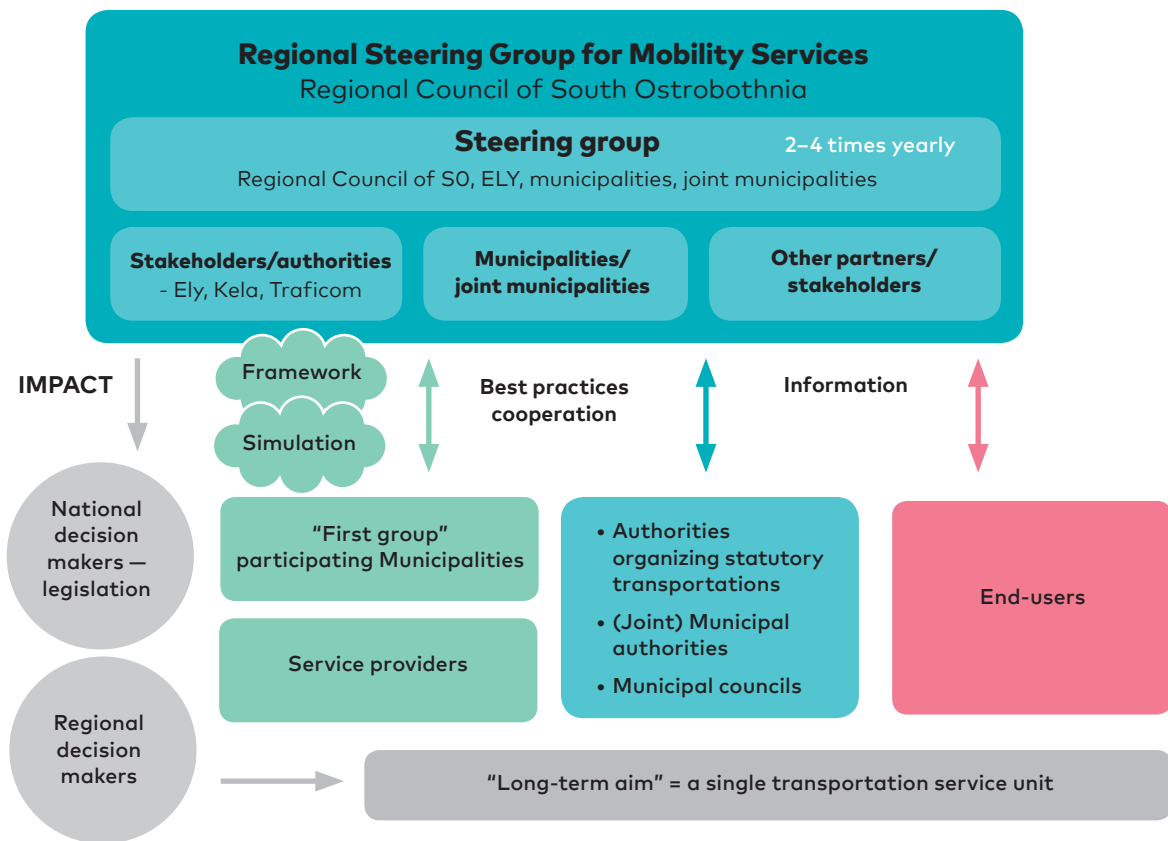 Regional Steering Group for Mobility Services
Regional Council of South Ostrobothnia
Steering group
2–4 times yearly
Regional Council of S0, ELY, municipalities, joint municipalities
Stakeholders/authorities
- Ely, Kela, Traficom
Municipalities/
joint municipalities
Other partners/
stakeholders
IMPACT
Framework
Simulation
Best practices
cooperation
Information
National
decision
makers —
legislation
Regional
decision
makers
“First group”
participating Municipalities
Service providers
• Authorities
organizing statutory
transportations
• (Joint) Municipal
authorities
• Municipal councils
End-users
“Long-term aim” = a single transportation service unit